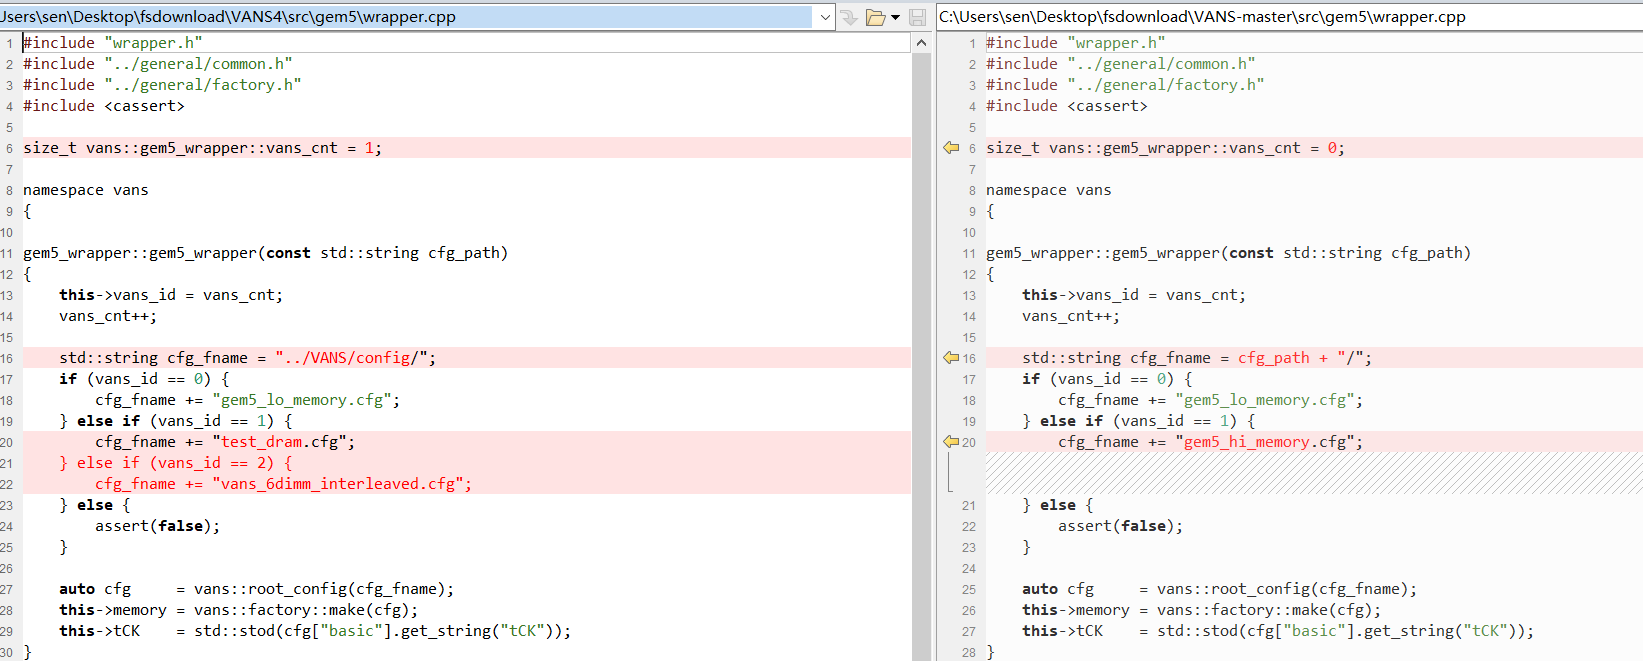 Jsers\sen\Desktop\fsdownload\VANS4\src\gem5\wrapper.cpp
1 #include "wrapper.h"
2 #include "../general/common.h"
3 #include "../general/factory.h"
4 #include <cassert>
5
6 size_t vans::gem5_wrapper::vans_cnt = 1;
7
8 namespace vans
9 {
10
11 gem5_wrapper::gem5_wrapper(const std::string cfg_path)
12 {
13     this->vans_id = vans_cnt;
14     vans_cnt++;
15
16     std::string cfg_fname = "../VANS/config/";
17     if (vans_id == 0) {
18         cfg_fname += "gem5_lo_memory.cfg";
19     } else if (vans_id == 1) {
20         cfg_fname += "test_dram.cfg";
21     } else if (vans_id == 2) {
22         cfg_fname += "vans_6dimm_interleaved.cfg";
23     } else {
24         assert(false);
25     }
26
27     auto cfg     = vans::root_config(cfg_fname);
28     this->memory = vans::factory::make(cfg);
29     this->tCK    = std::stod(cfg["basic"].get_string("tCK"));
30 }
C:\Users\sen\Desktop\fsdownload\VANS-master\src\gem5\wrapper.cpp
1 #include "wrapper.h"
2 #include "../general/common.h"
3 #include "../general/factory.h"
4 #include <cassert>
5
6 size_t vans::gem5_wrapper::vans_cnt = 0;
7
8 namespace vans
9 {
10
11 gem5_wrapper::gem5_wrapper(const std::string cfg_path)
12 {
13     this->vans_id = vans_cnt;
14     vans_cnt++;
15
16     std::string cfg_fname = cfg_path + "/";
17     if (vans_id == 0) {
18         cfg_fname += "gem5_lo_memory.cfg";
19     } else if (vans_id == 1) {
20         cfg_fname += "gem5_hi_memory.cfg";
21     } else {
22         assert(false);
23     }
24
25     auto cfg     = vans::root_config(cfg_fname);
26     this->memory = vans::factory::make(cfg);
27     this->tCK    = std::stod(cfg["basic"].get_string("tCK"));
28 }